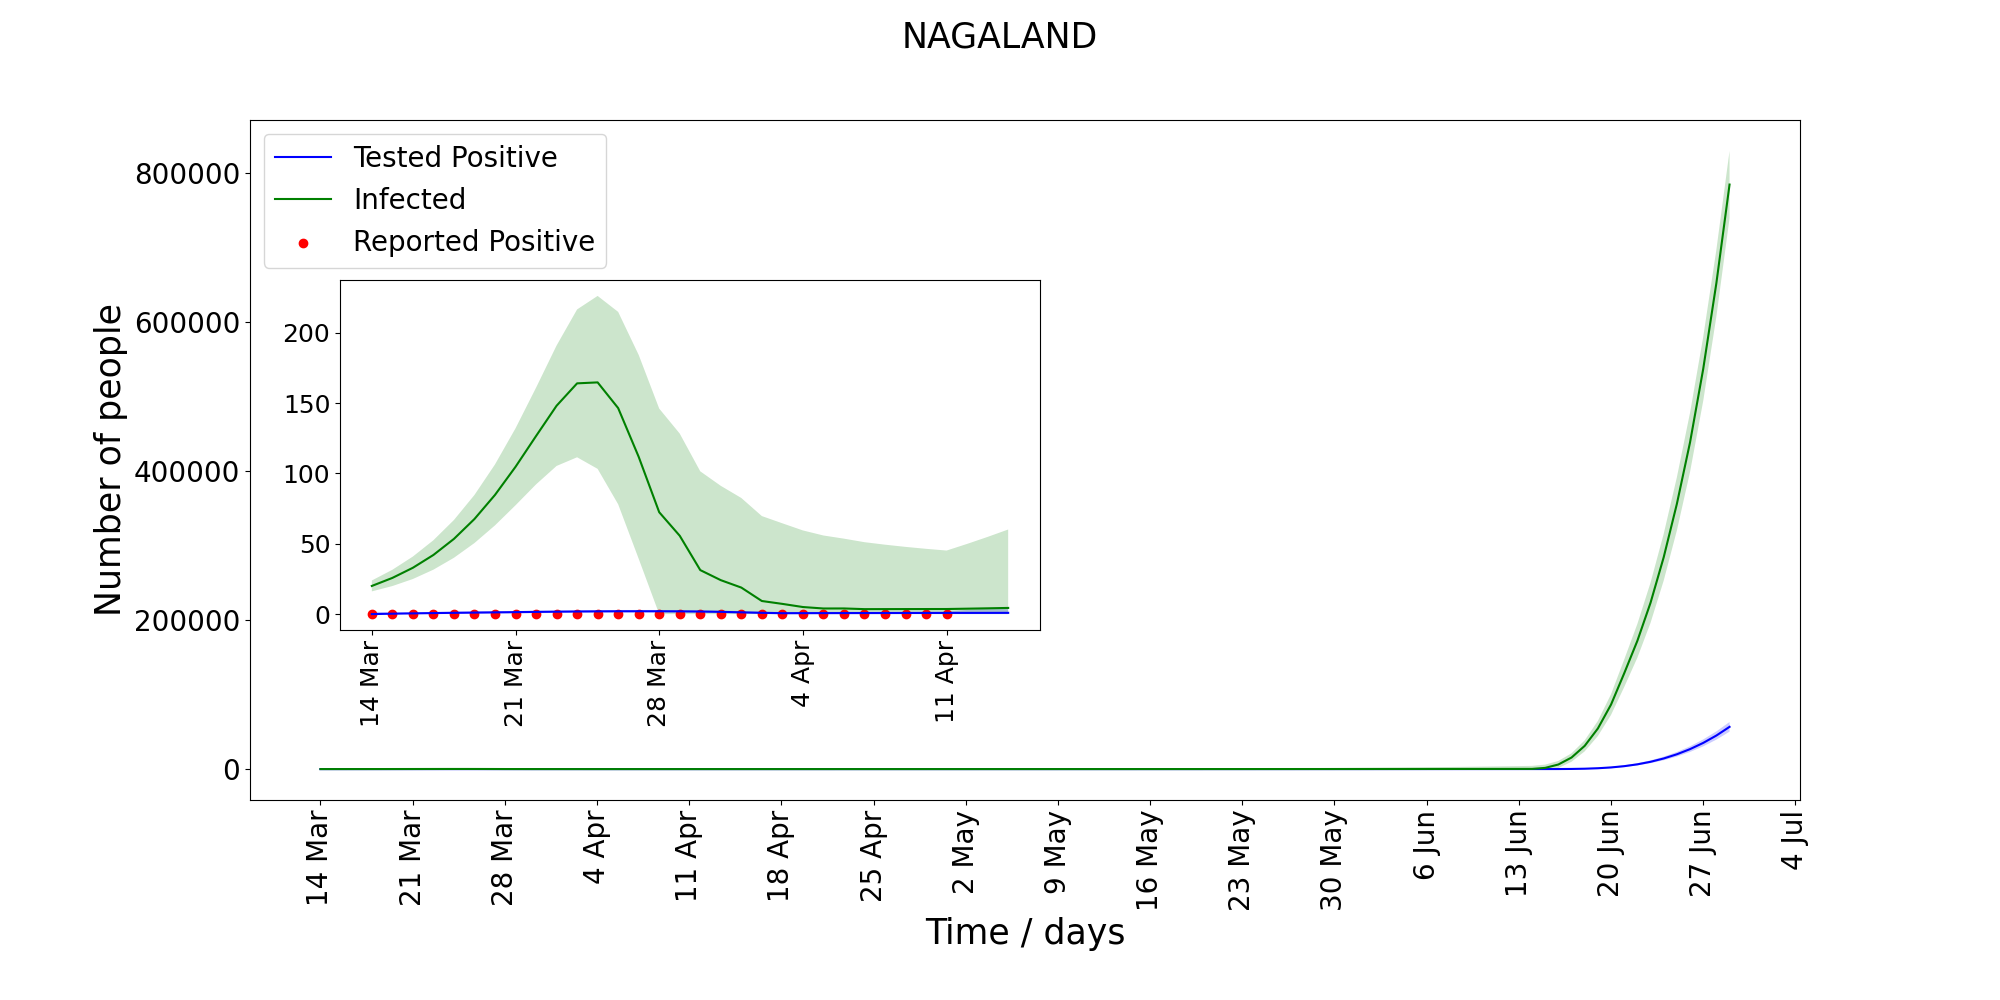 NAGALAND
Tested Positive
Infected
Reported Positive
Number of people
800000
600000
400000
200000
0
200
150
100
50
0
14 Mar
21 Mar
28 Mar
4 Apr
11 Apr
14 Mar
21 Mar
28 Mar
4 Apr
11 Apr
18 Apr
25 Apr
2 May
9 May
16 May
23 May
30 May
6 Jun
13 Jun
20 Jun
27 Jun
4 Jul
Time / days